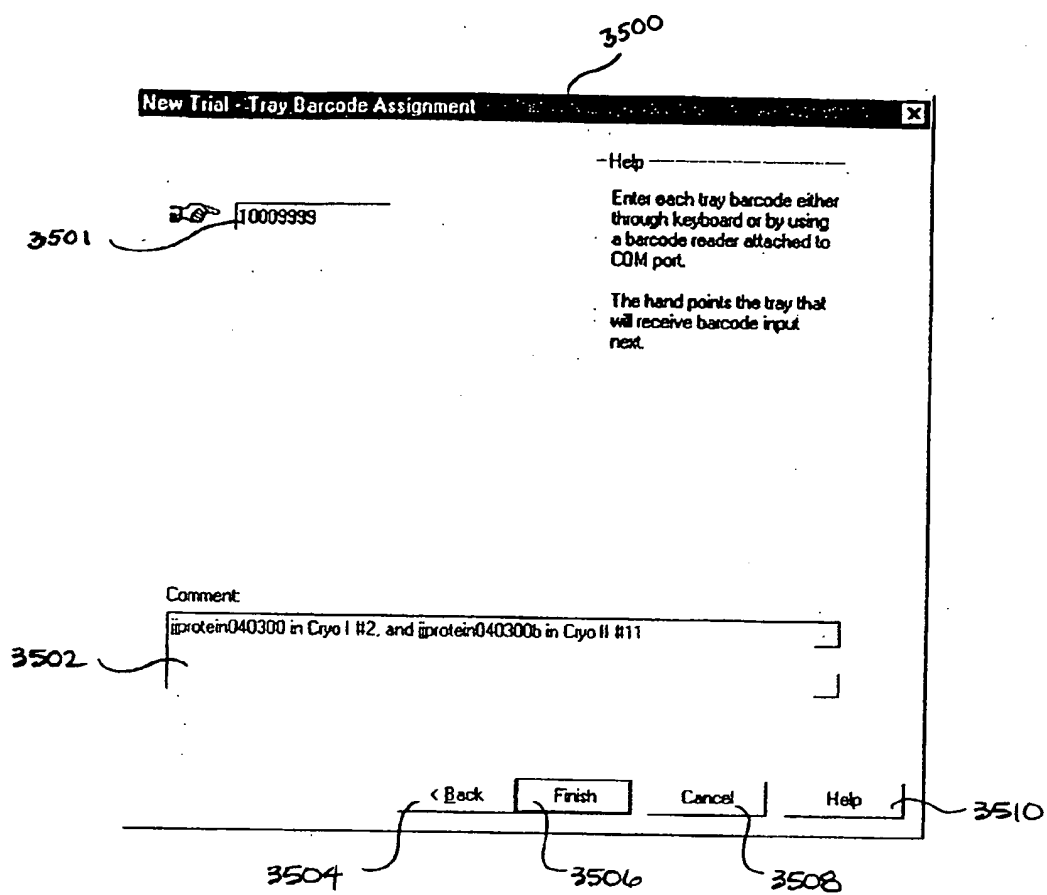 3500
New Trial - Tray Barcode Assignment
Help
10009999
3501
Enter each tray barcode either
through keyboard or by using
a barcode reader attached to
COM port.
The hand points the tray that
will receive barcode input
next.
Comment:
jjprotein040300 in Cryo I #2, and jjprotein040300b in Cryo II #11
3502
< Back
Finish
Cancel
Help
3510
3504
3506
3508